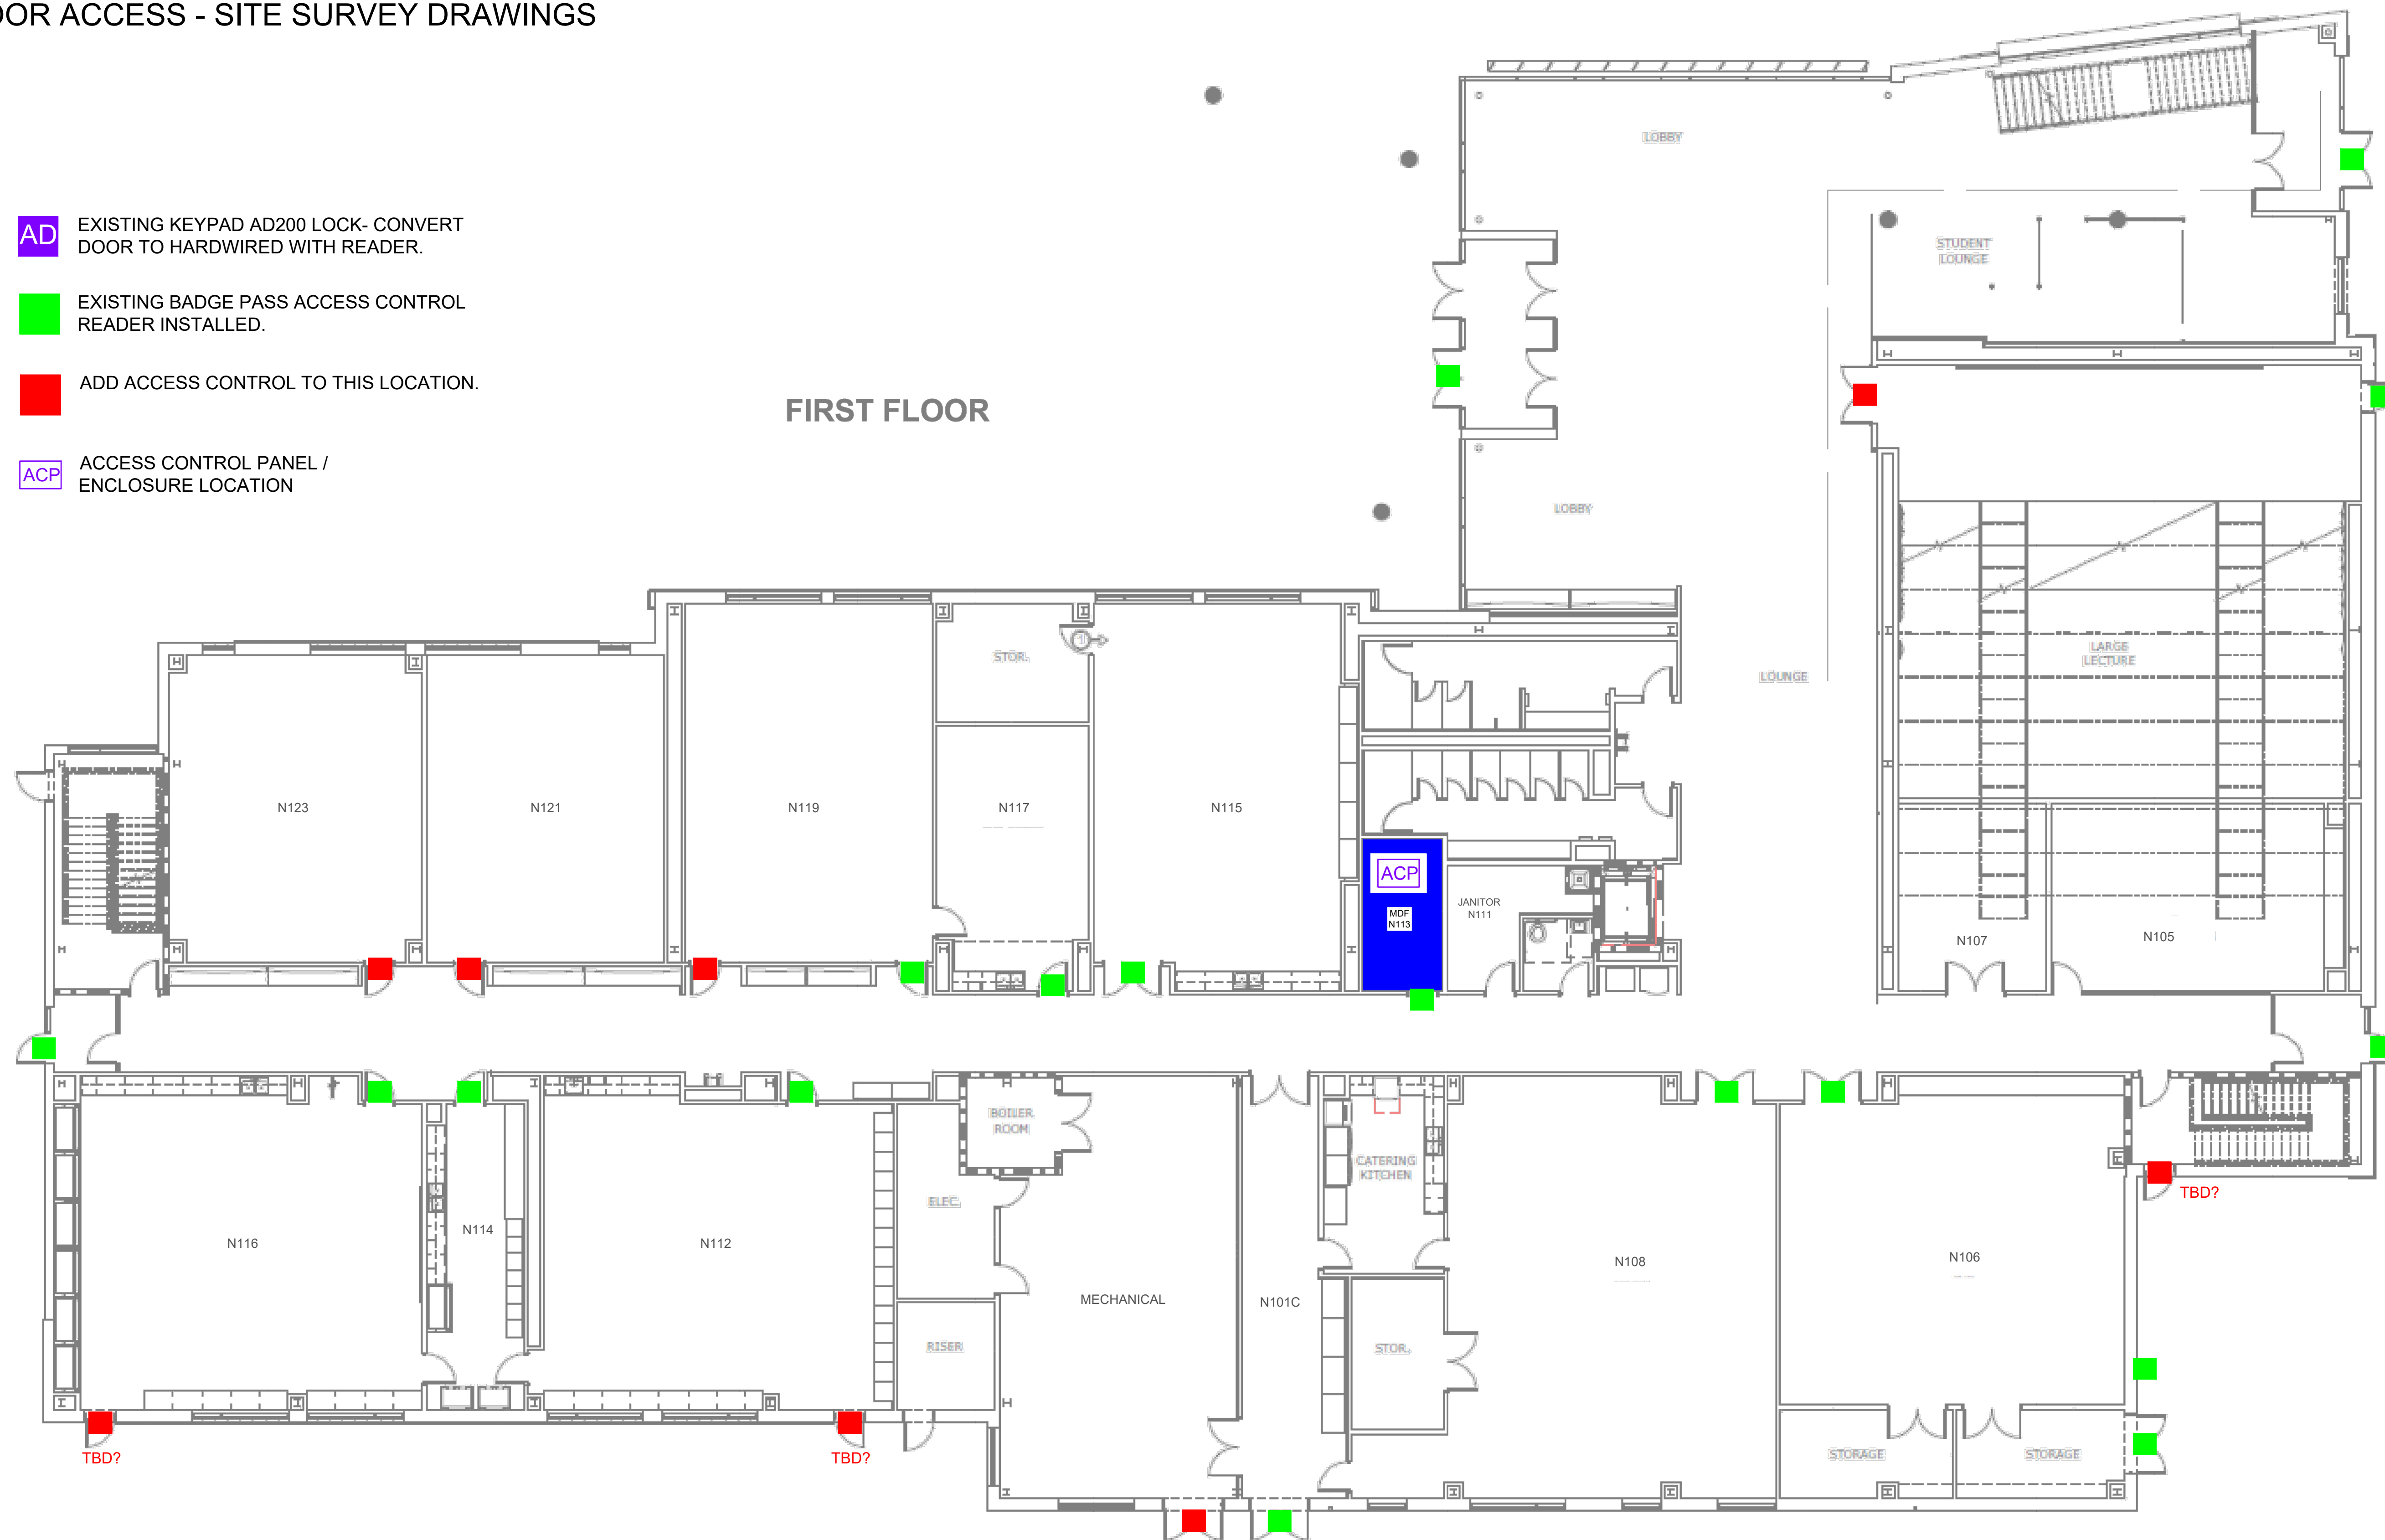 OOR ACCESS - SITE SURVEY DRAWINGS
AD
EXISTING KEYPAD AD200 LOCK- CONVERT
DOOR TO HARDWIRED WITH READER.
EXISTING BADGE PASS ACCESS CONTROL
READER INSTALLED.
ADD ACCESS CONTROL TO THIS LOCATION.
ACP
ACCESS CONTROL PANEL /
ENCLOSURE LOCATION
FIRST FLOOR
LOBBY
STUDENT
LOUNGE
LOBBY
LOUNGE
LARGE
LECTURE
STOR.
1
N123
N121
N119
N117
N115
ACP
MDF
N113
JANITOR
N111
N107
N105
BOILER
ROOM
ELEC.
RISER
N116
N114
N112
MECHANICAL
N101C
CATERING
KITCHEN
STOR.
N108
N106
TBD?
STORAGE
STORAGE
TBD?
TBD?